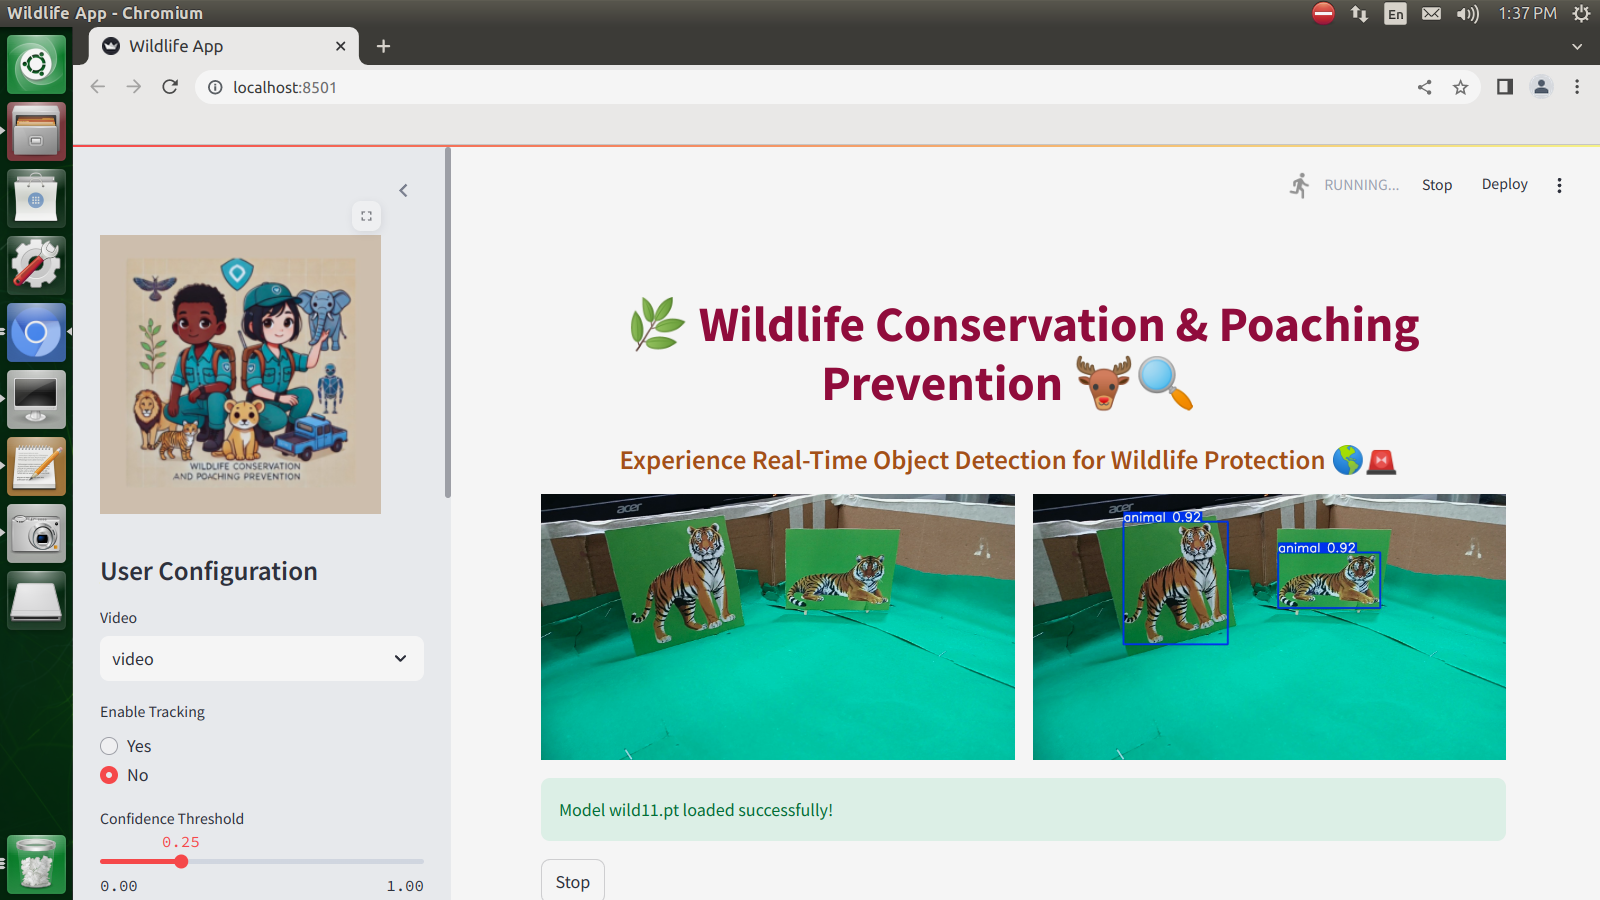 Wildlife App - Chromium
En
1:37 PM
Wildlife App
localhost:8501
RUNNING...
Stop
Deploy
WILDLIFE CONSERVATION
AND POACHING PREVENTION
User Configuration
Video
video
Enable Tracking
Yes
No
Confidence Threshold
0.25
0.00
1.00
Wildlife Conservation & Poaching
Prevention
Experience Real-Time Object Detection for Wildlife Protection
acer
acer
animal 0.92
animal 0.92
Model wild11.pt loaded successfully!
Stop